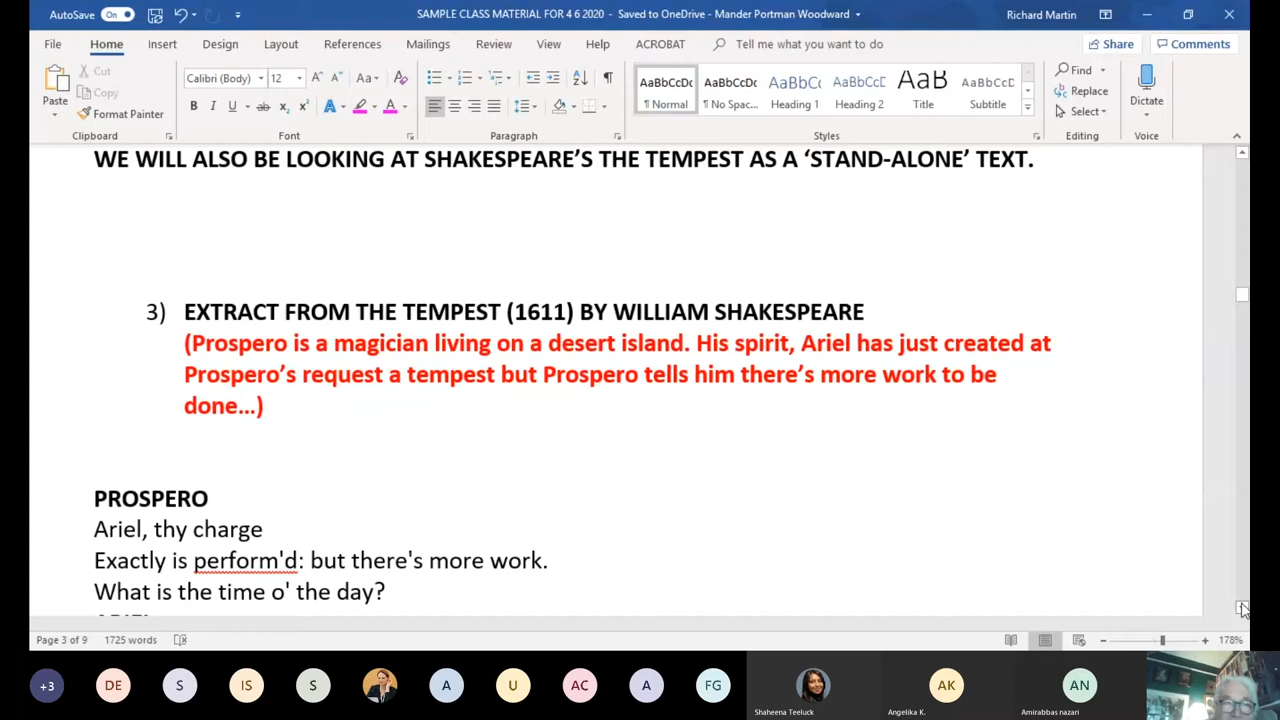 AutoSave On SAMPLE CLASS MATERIAL FOR 4 6 2020 - Saved to OneDrive - Mander Portman Woodward Richard Martin
File Home Insert Design Layout References Mailings Review View Help ACROBAT Tell me what you want to do Share Comments
Paste Cut Copy Format Painter
Calibri (Body) 12
AaBbCcDc AaBbCcDc AaBbCc AaBbCcC AaB AaBbCcD
¶ Normal ¶ No Spac... Heading 1 Heading 2 Title Subtitle
Find Replace Select Dictate
Clipboard Font Paragraph Styles Editing Voice
WE WILL ALSO BE LOOKING AT SHAKESPEARE’S THE TEMPEST AS A ‘STAND-ALONE’ TEXT.
3) EXTRACT FROM THE TEMPEST (1611) BY WILLIAM SHAKESPEARE
(Prospero is a magician living on a desert island. His spirit, Ariel has just created at
Prospero’s request a tempest but Prospero tells him there’s more work to be
done…)
PROSPERO
Ariel, thy charge
Exactly is perform'd: but there's more work.
What is the time o' the day?
Page 3 of 9 1725 words 178%
+3 DE S IS S A U AC A FG AK AN
Shaheena Teeluck Angelika K. Amirabbas nazari